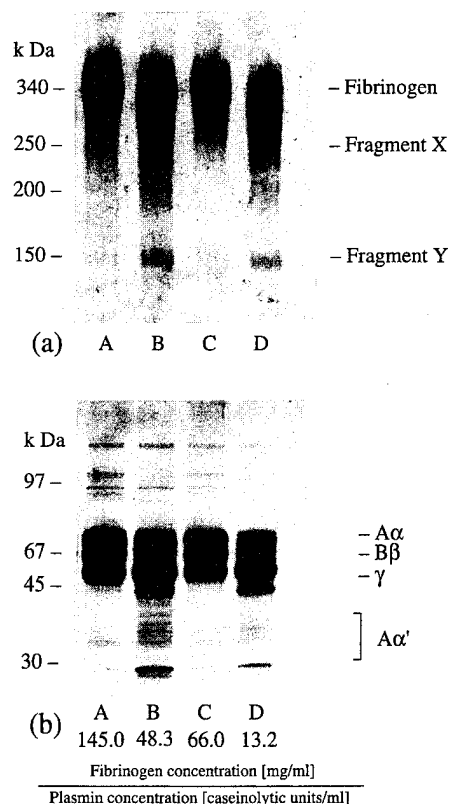 k Da
340 – – Fibrinogen
250 – – Fragment X
200 –
150 – – Fragment Y
(a) A B C D
k Da
97 –
– Aα
67 – – Bβ
– γ
45 –
Aα'
30 –
(b) A B C D
145.0 48.3 66.0 13.2
Fibrinogen concentration [mg/ml]
Plasmin concentration [caseinolytic units/ml]